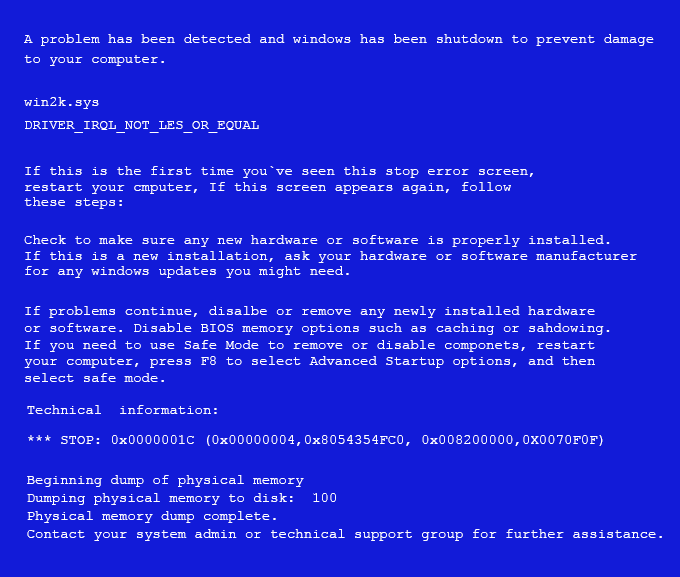 A problem has been detected and windows has been shutdown to prevent damage
to your computer.
win2k.sys
DRIVER_IRQL_NOT_LES_OR_EQUAL
If this is the first time you`ve seen this stop error screen,
restart your cmputer, If this screen appears again, follow
these steps:
Check to make sure any new hardware or software is properly installed.
If this is a new installation, ask your hardware or software manufacturer
for any windows updates you might need.
If problems continue, disalbe or remove any newly installed hardware
or software. Disable BIOS memory options such as caching or sahdowing.
If you need to use Safe Mode to remove or disable componets, restart
your computer, press F8 to select Advanced Startup options, and then
select safe mode.
Technical  information:
*** STOP: 0x0000001C (0x00000004,0x8054354FC0, 0x008200000,0X0070F0F)
Beginning dump of physical memory
Dumping physical memory to disk:  100
Physical memory dump complete.
Contact your system admin or technical support group for further assistance.